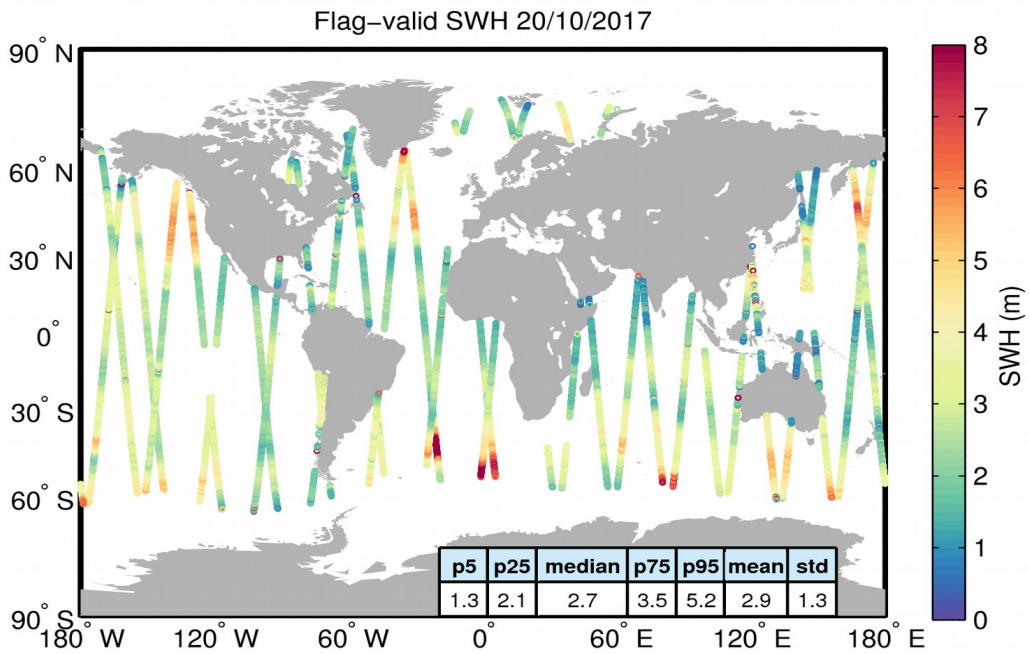 Flag−valid SWH 20/10/2017
90° N
60° N
30° N
0°
30° S
60° S
90° S
180° W
120° W
60° W
0°
60° E
120° E
180° E
p5 p25 median p75 p95 mean std
1.3 2.1 2.7 3.5 5.2 2.9 1.3
8
7
6
5
4
3
2
1
0
SWH (m)